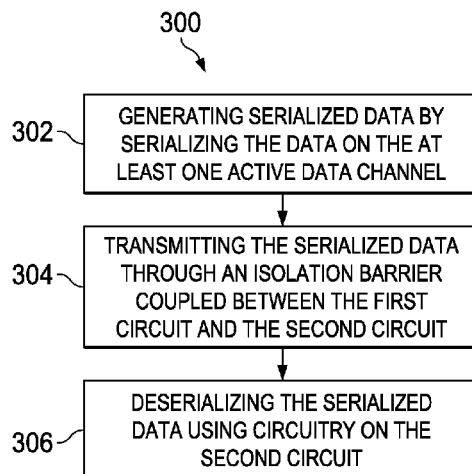 300
302
GENERATING SERIALIZED DATA BY
SERIALIZING THE DATA ON THE AT
LEAST ONE ACTIVE DATA CHANNEL
304
TRANSMITTING THE SERIALIZED DATA
THROUGH AN ISOLATION BARRIER
COUPLED BETWEEN THE FIRST
CIRCUIT AND THE SECOND CIRCUIT
306
DESERIALIZING THE SERIALIZED
DATA USING CIRCUITRY ON THE
SECOND CIRCUIT